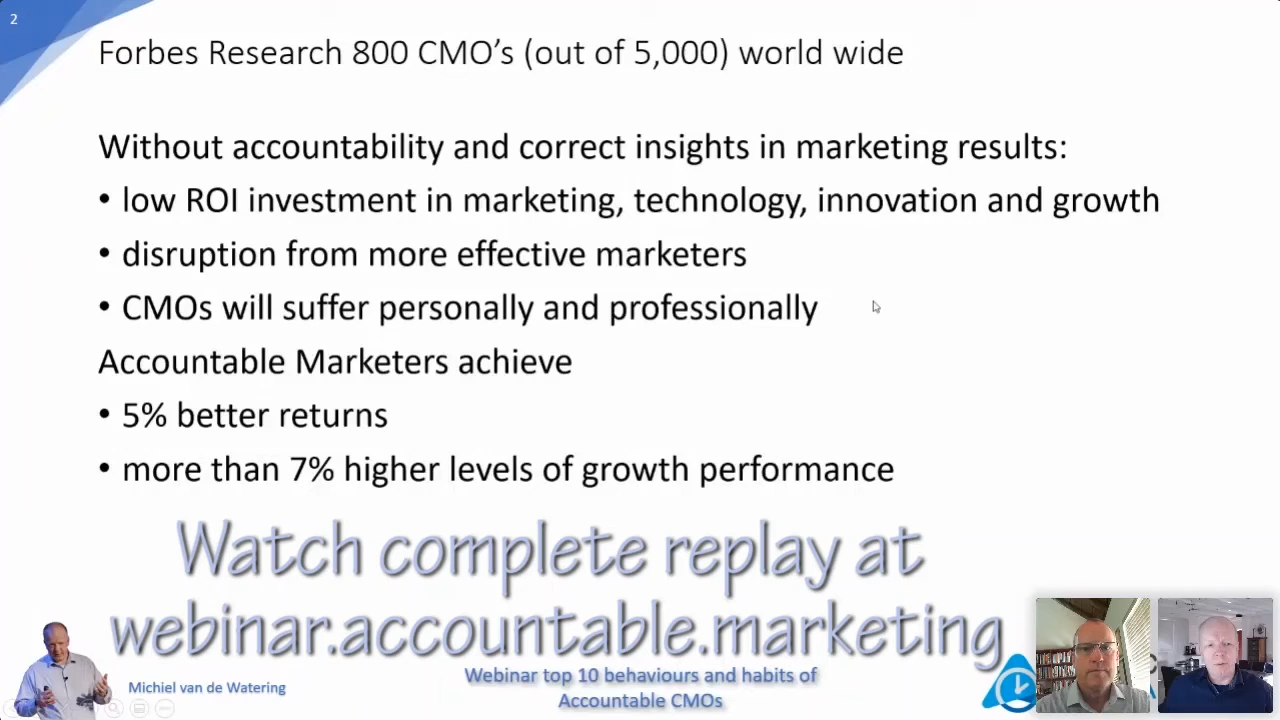 2
Forbes Research 800 CMO’s (out of 5,000) world wide
Without accountability and correct insights in marketing results:
• low ROI investment in marketing, technology, innovation and growth
• disruption from more effective marketers
• CMOs will suffer personally and professionally
Accountable Marketers achieve
• 5% better returns
• more than 7% higher levels of growth performance
Watch complete replay at
webinar.accountable.marketing
Michiel van de Watering
Webinar top 10 behaviours and habits of
Accountable CMOs